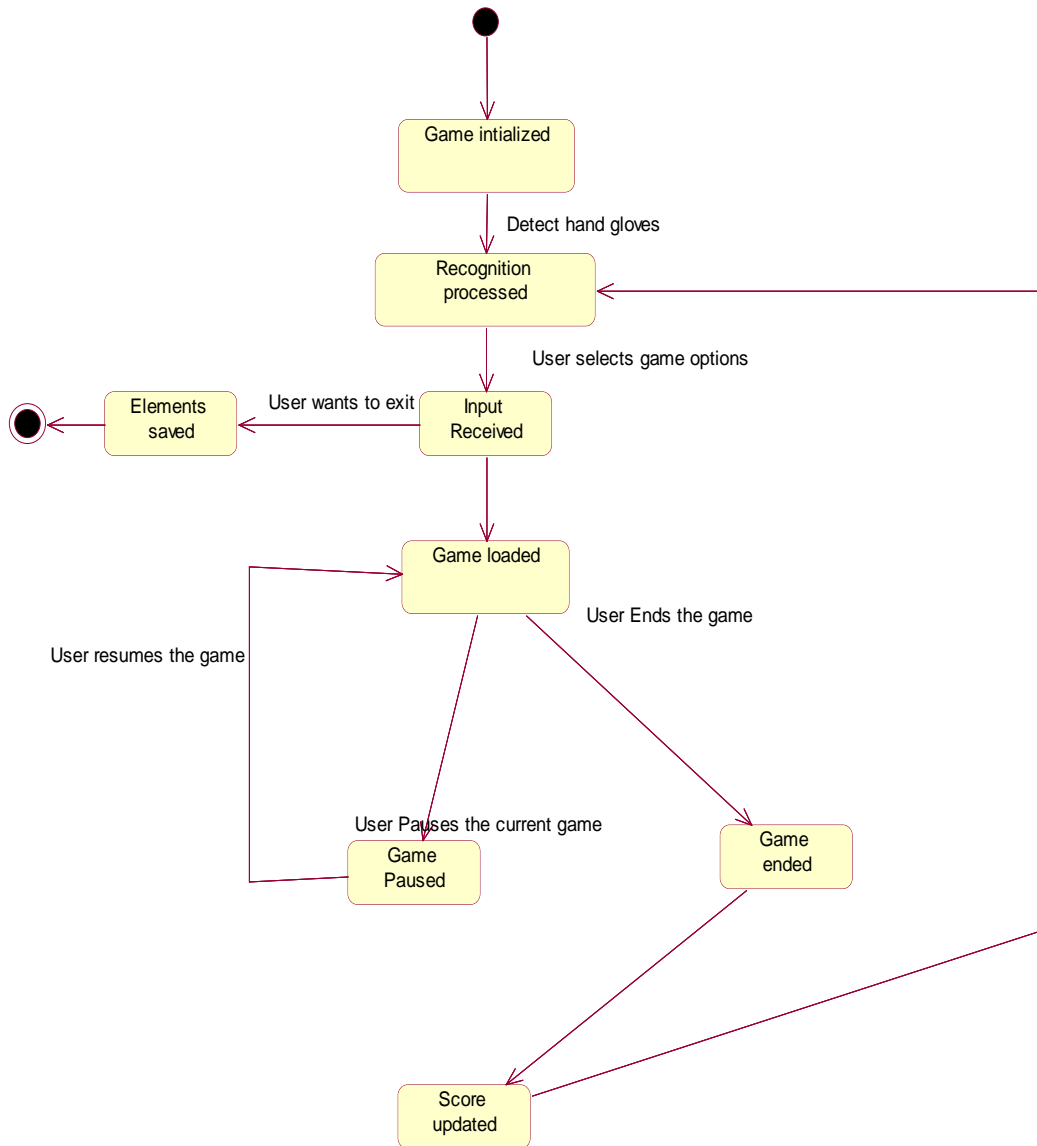 Game intialized
Detect hand gloves
Recognition
processed
User selects game options
Elements
saved
User wants to exit
Input
Received
Game loaded
User Ends the game
User resumes the game
User Pauses the current game
Game
Paused
Game
ended
Score
updated